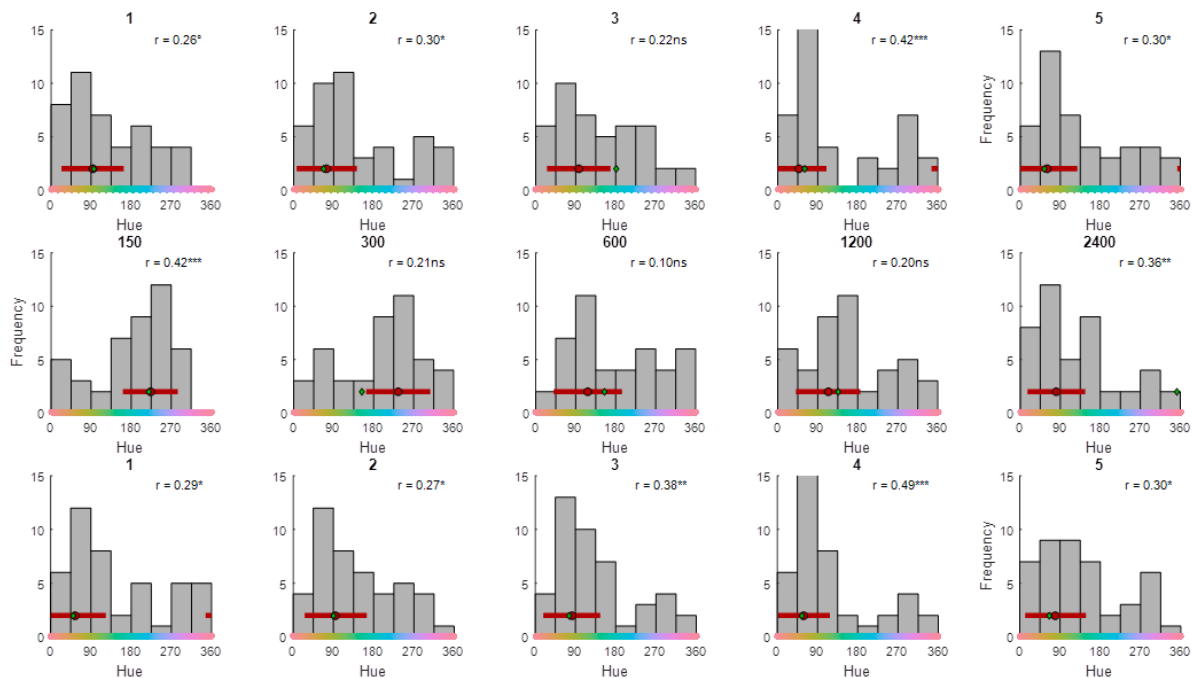 1
r = 0.26°
15
10
5
0
0 90 180 270 360
Hue
2
r = 0.30*
15
10
5
0
0 90 180 270 360
Hue
3
r = 0.22ns
15
10
5
0
0 90 180 270 360
Hue
4
r = 0.42***
15
10
5
0
0 90 180 270 360
Hue
5
r = 0.30*
Frequency
15
10
5
0
0 90 180 270 360
Hue
150
r = 0.42***
Frequency
15
10
5
0
0 90 180 270 360
Hue
300
r = 0.21ns
15
10
5
0
0 90 180 270 360
Hue
600
r = 0.10ns
15
10
5
0
0 90 180 270 360
Hue
1200
r = 0.20ns
15
10
5
0
0 90 180 270 360
Hue
2400
r = 0.36**
15
10
5
0
0 90 180 270 360
Hue
1
r = 0.29*
15
10
5
0
0 90 180 270 360
Hue
2
r = 0.27*
15
10
5
0
0 90 180 270 360
Hue
3
r = 0.38**
15
10
5
0
0 90 180 270 360
Hue
4
r = 0.49***
15
10
5
0
0 90 180 270 360
Hue
5
r = 0.30*
Frequency
15
10
5
0
0 90 180 270 360
Hue